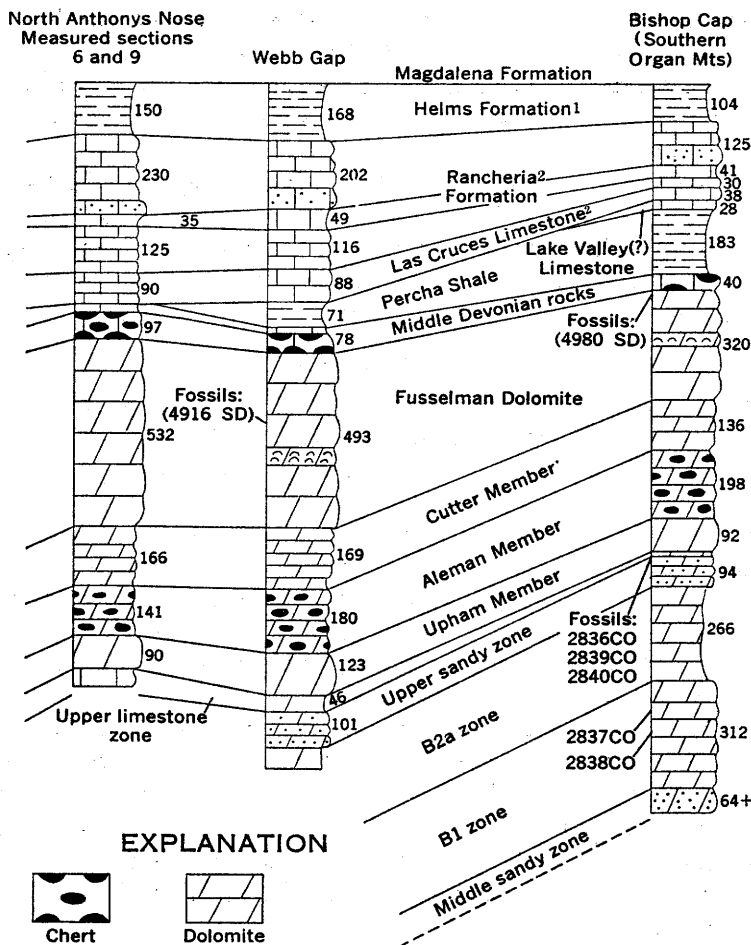 North Anthonys Nose
Measured sections
6 and 9
Webb Gap
Bishop Cap
(Southern
Organ Mts)
Magdalena Formation
Helms Formation1
Rancheria2
Formation
Las Cruces Limestone2
Lake Valley(?)
Limestone
Percha Shale
Middle Devonian rocks
Fusselman Dolomite
Cutter Member
Aleman Member
Upham Member
Upper sandy zone
Upper limestone
zone
B2a zone
B1 zone
Middle sandy zone
150
230
35
125
90
97
532
166
141
90
168
202
49
116
88
71
78
Fossils:
(4916 SD)
493
169
180
123
46
101
104
125
41
30
38
28
183
40
Fossils:
(4980 SD)
320
136
198
92
94
Fossils:
2836CO
2839CO
2840CO
266
2837CO
2838CO
312
64+
EXPLANATION
Chert
Dolomite